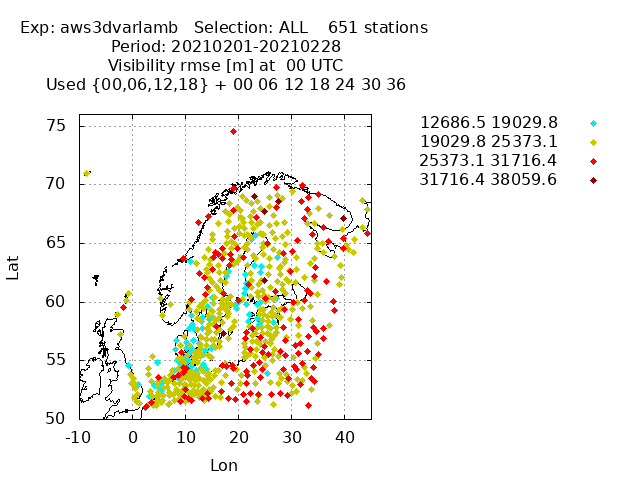 Exp: aws3dvarlamb   Selection: ALL    651 stations
Period: 20210201-20210228
Visibility rmse [m] at  00 UTC
Used {00,06,12,18} + 00 06 12 18 24 30 36
12686.5 19029.8
19029.8 25373.1
25373.1 31716.4
31716.4 38059.6
75
70
65
60
55
50
Lat
-10 0 10 20 30 40
Lon